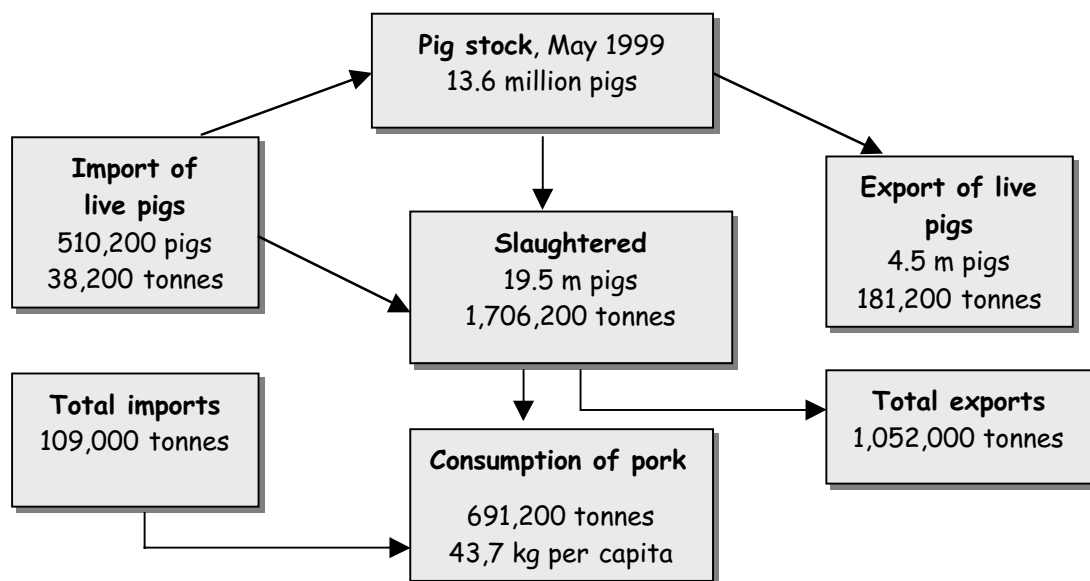 Pig stock, May 1999
13.6 million pigs
Import of
live pigs
510,200 pigs
38,200 tonnes
Export of live
pigs
4.5 m pigs
181,200 tonnes
Slaughtered
19.5 m pigs
1,706,200 tonnes
Total imports
109,000 tonnes
Total exports
1,052,000 tonnes
Consumption of pork
691,200 tonnes
43,7 kg per capita